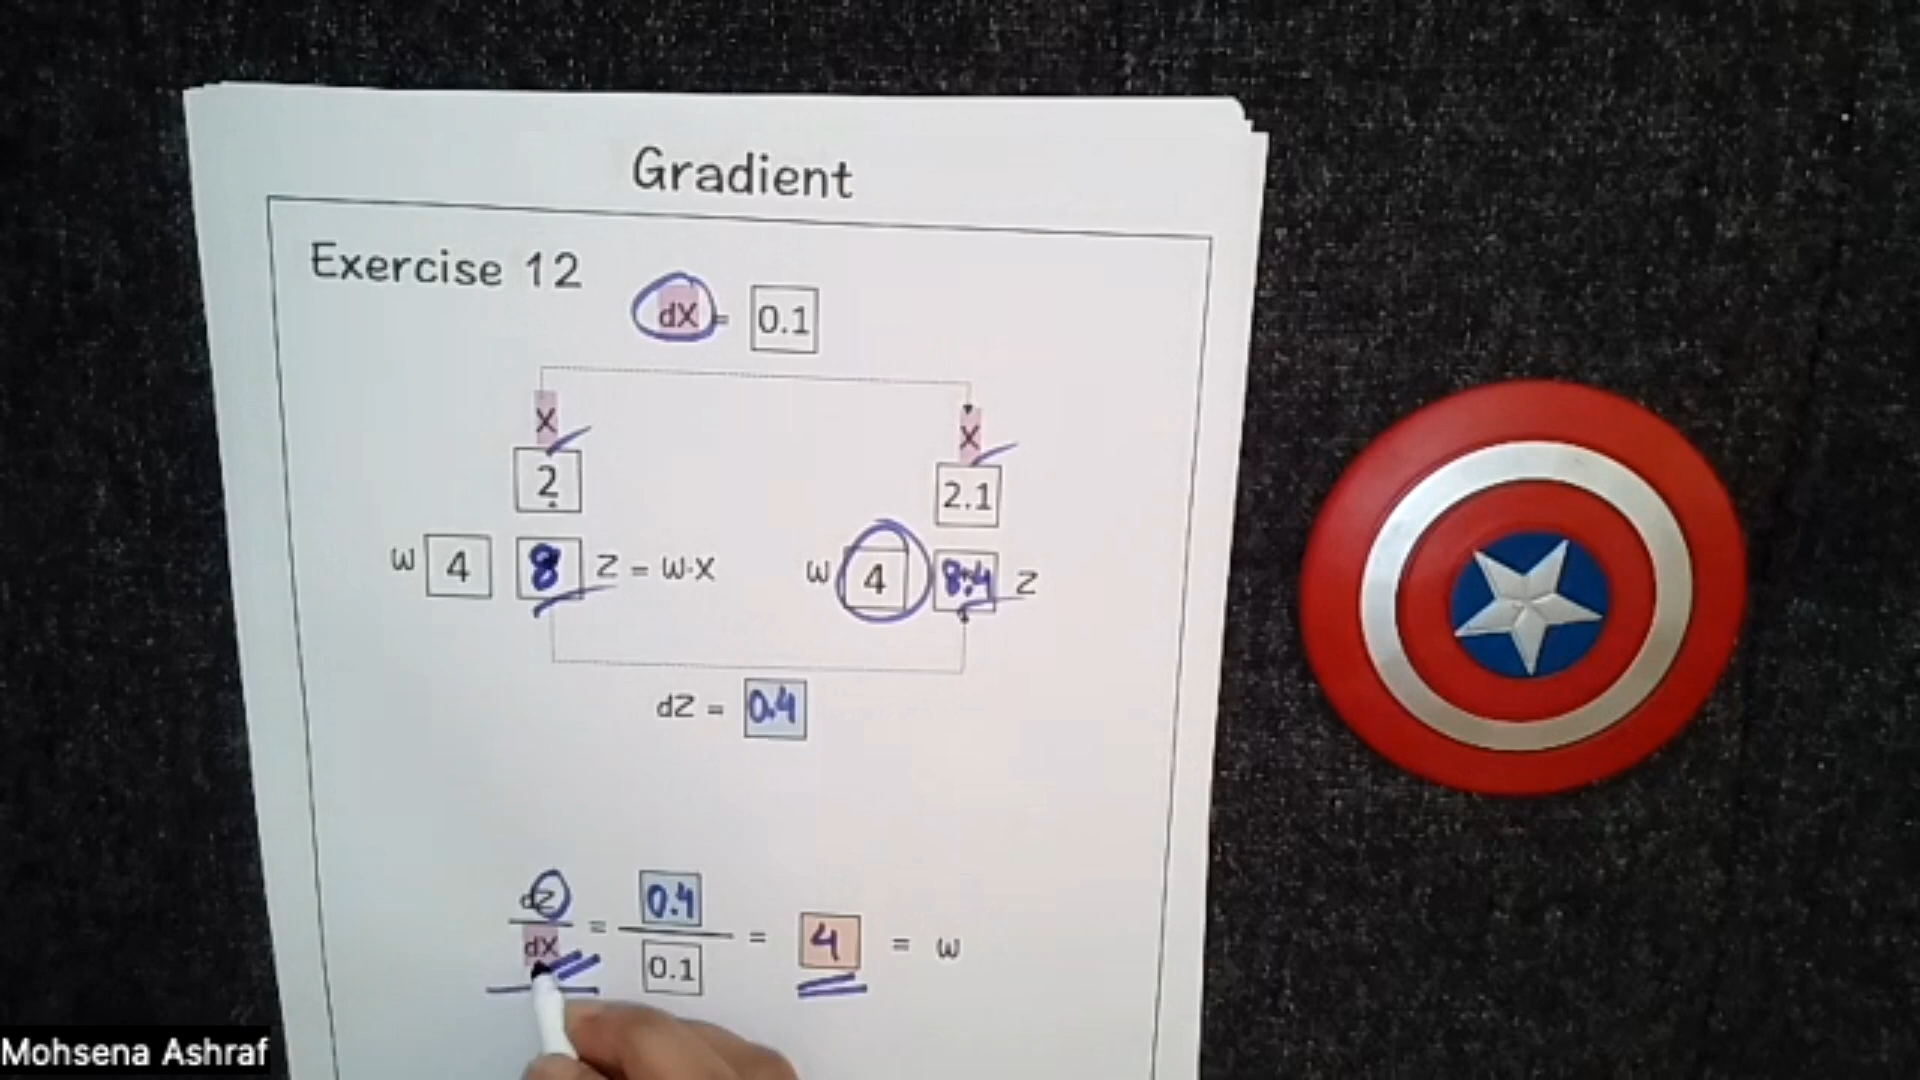 Gradient
Exercise 12
dX = 0.1
X X
2 2.1
W 4 8 Z = W·X W 4 8.4 Z
dZ = 0.4
dZ/dX = 0.4/0.1 = 4 = W
Mohsena Ashraf